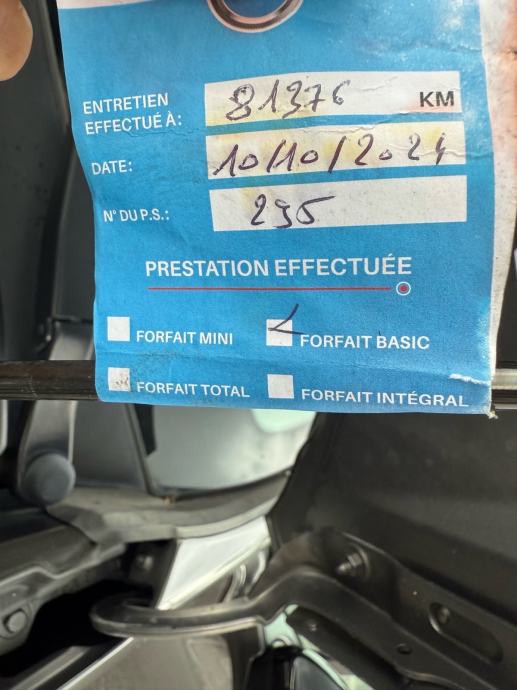 ENTRETIEN
EFFECTUÉ À: 81376 KM
DATE: 10/10/2024
N° DU P.S.: 295
PRESTATION EFFECTUÉE
FORFAIT MINI FORFAIT BASIC
FORFAIT TOTAL FORFAIT INTÉGRAL